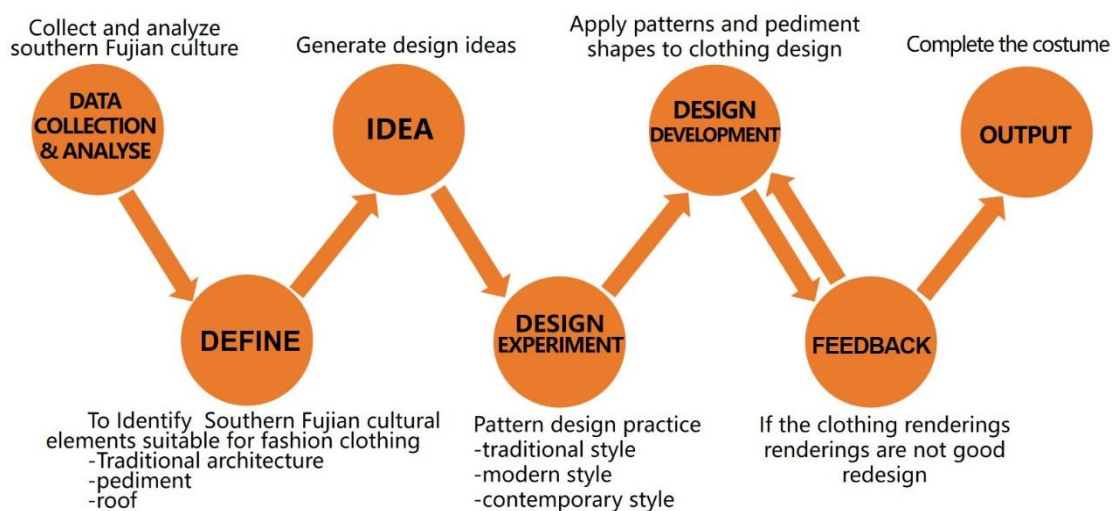 Collect and analyze
southern Fujian culture
DATA
COLLECTION
& ANALYSE
DEFINE
To Identify Southern Fujian cultural
elements suitable for fashion clothing
-Traditional architecture
-pediment
-roof
Generate design ideas
IDEA
DESIGN
EXPERIMENT
Pattern design practice
-traditional style
-modern style
-contemporary style
Apply patterns and pediment
shapes to clothing design
DESIGN
DEVELOPMENT
FEEDBACK
If the clothing renderings
renderings are not good
redesign
Complete the costume
OUTPUT